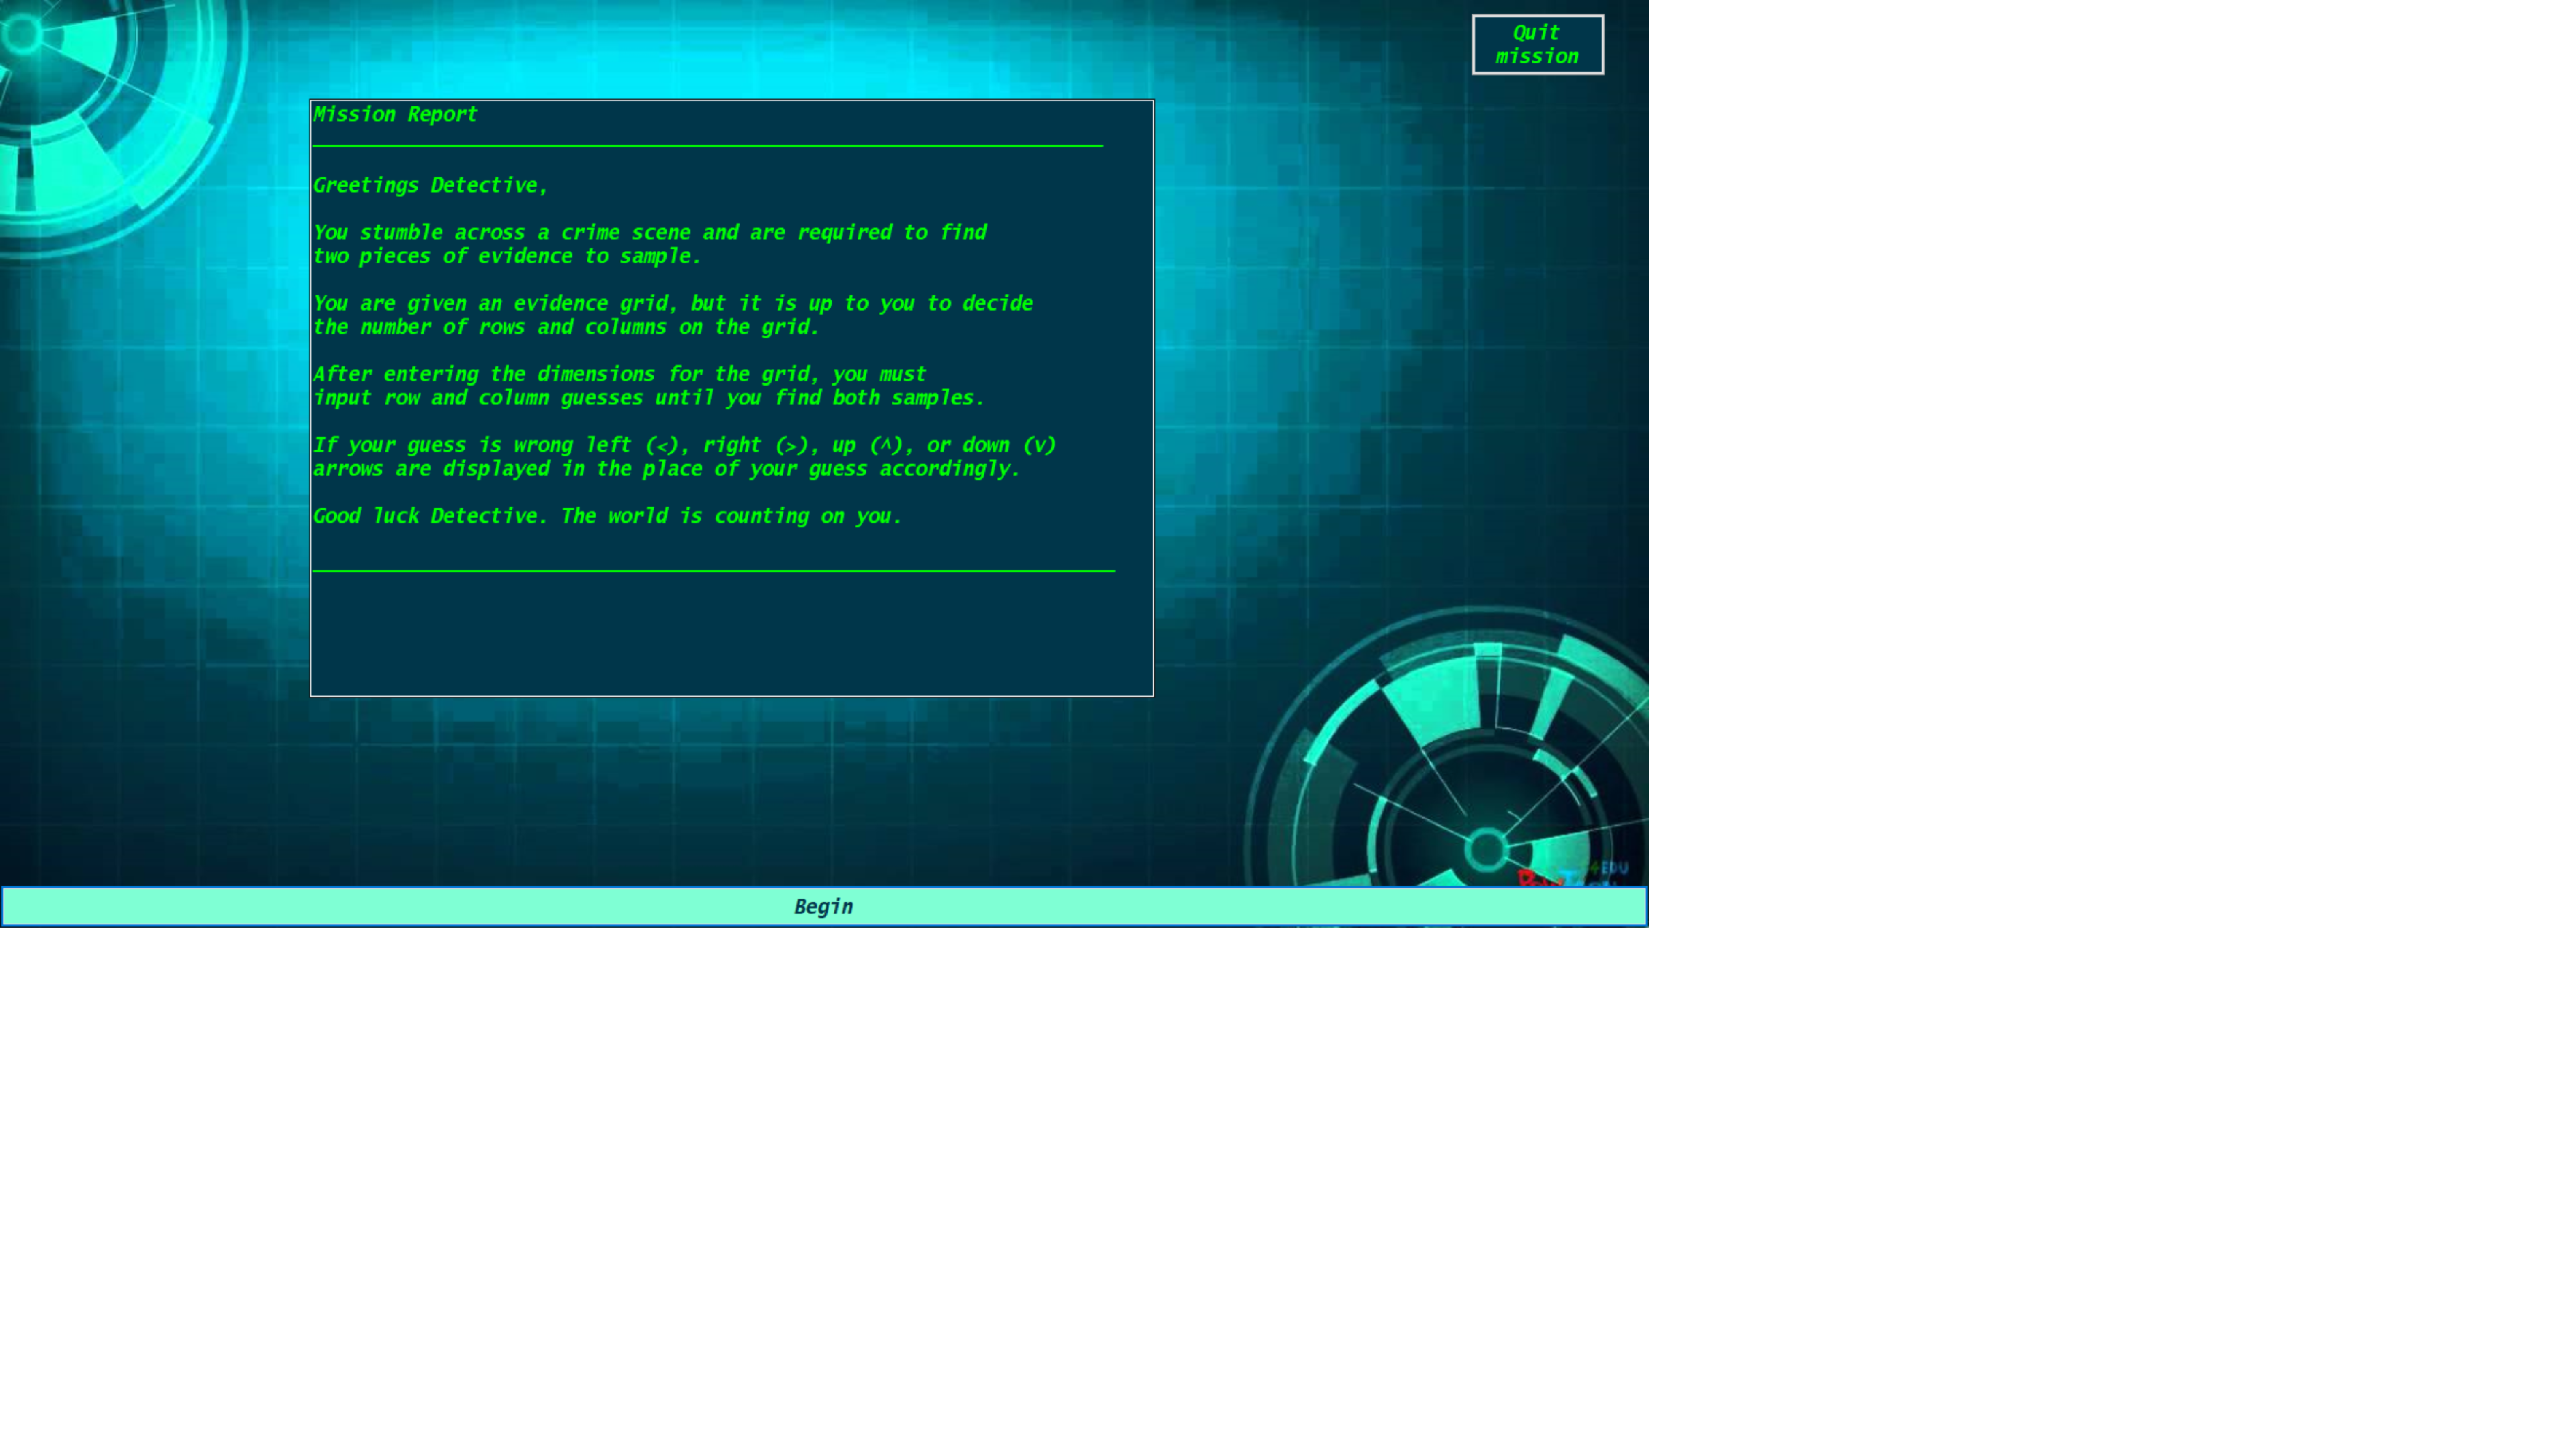 Quit
mission
Mission Report
Greetings Detective,
You stumble across a crime scene and are required to find
two pieces of evidence to sample.
You are given an evidence grid, but it is up to you to decide
the number of rows and columns on the grid.
After entering the dimensions for the grid, you must
input row and column guesses until you find both samples.
If your guess is wrong left (<), right (>), up (^), or down (v)
arrows are displayed in the place of your guess accordingly.
Good luck Detective. The world is counting on you.
4EDU
Begin